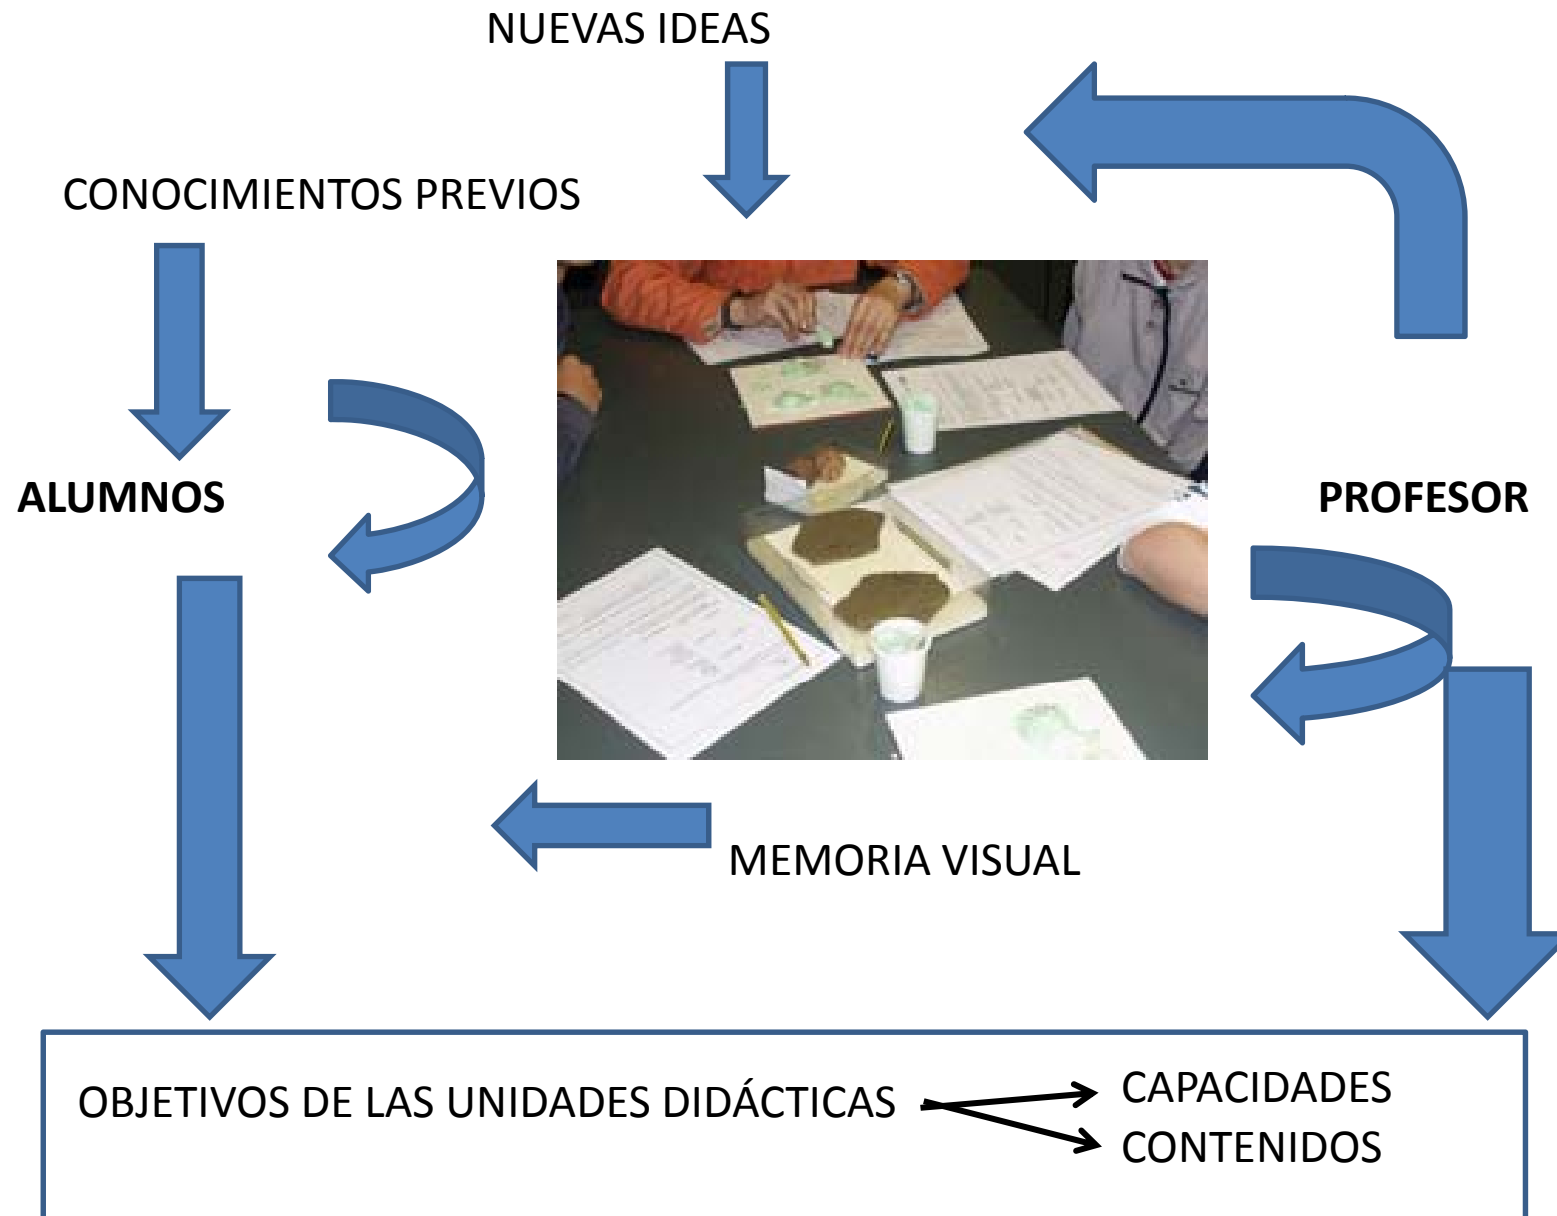 NUEVAS IDEAS
CONOCIMIENTOS PREVIOS
ALUMNOS
PROFESOR
MEMORIA VISUAL
OBJETIVOS DE LAS UNIDADES DIDÁCTICAS
CAPACIDADES
CONTENIDOS